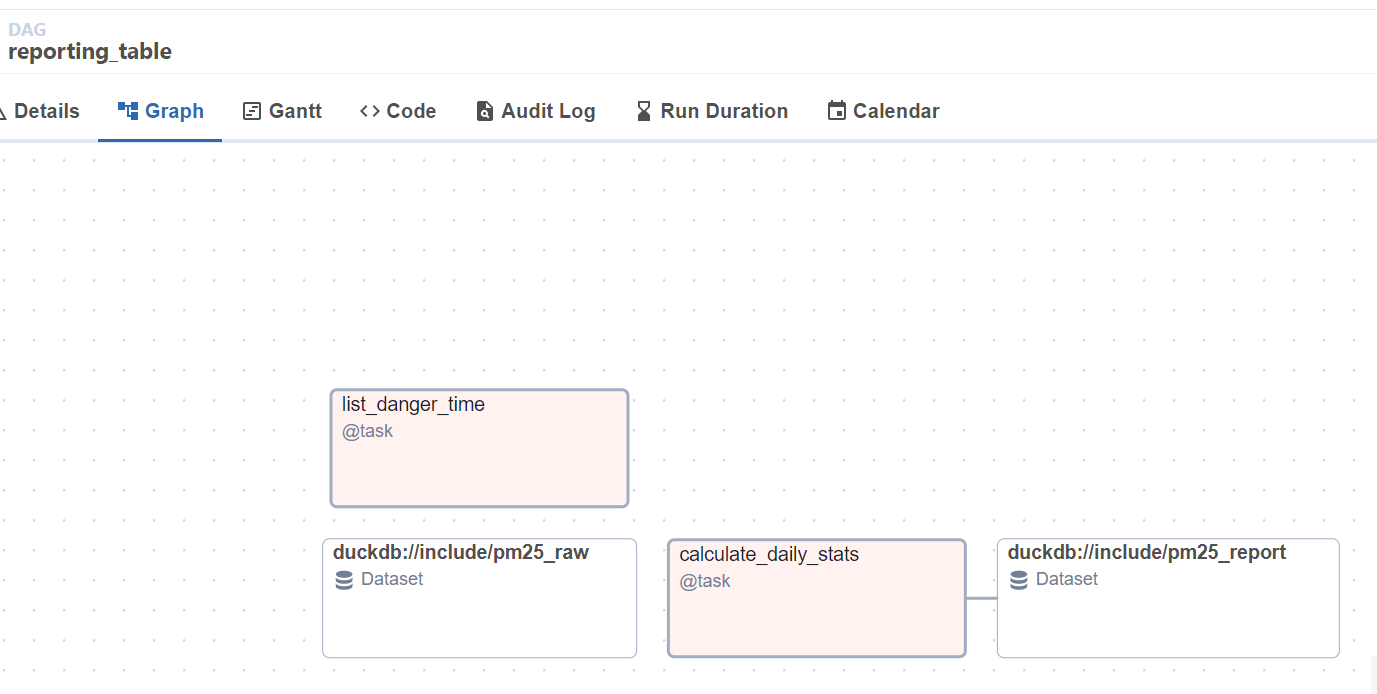 DAG
reporting_table
Details
Graph
Gantt
Code
Audit Log
Run Duration
Calendar
list_danger_time
@task
duckdb://include/pm25_raw
Dataset
calculate_daily_stats
@task
duckdb://include/pm25_report
Dataset